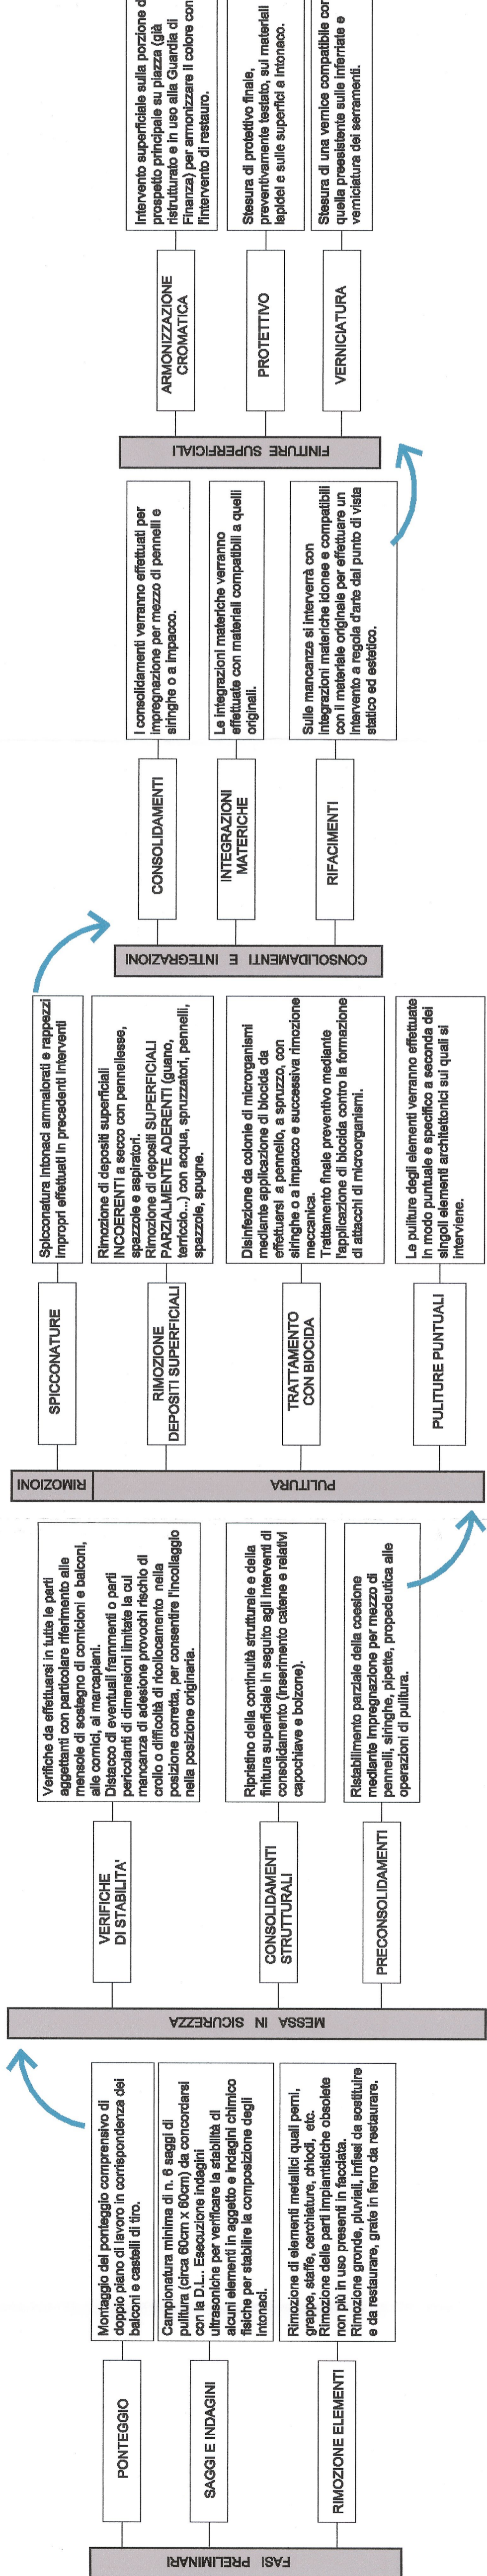 FASI PRELIMINARI
PONTEGGIO
Montaggio del ponteggio comprensivo di
doppio piano di lavoro in corrispondenza dei
balconi e castelli di tiro.
SAGGI E INDAGINI
Campionatura minima di n. 6 saggi di
pulitura (circa 60cm x 60cm) da concordarsi
con la D.L.. Esecuzione indagini
ultrasoniche per verificare la stabilità di
alcuni elementi in aggetto e indagini chimico
fisiche per stabilire la composizione degli
intonaci.
RIMOZIONE ELEMENTI
Rimozione di elementi metallici quali perni,
grappe, staffe, cerchiature, chiodi, etc.
Rimozione delle parti impiantistiche obsolete
non più in uso presenti in facciata.
Rimozione gronde, pluviali, infissi da sostituire
e da restaurare, grate in ferro da restaurare.
MESSA IN SICUREZZA
VERIFICHE
DI STABILITA'
Verifiche da effettuarsi in tutte le parti
aggettanti con particolare riferimento alle
mensole di sostegno di cornicioni e balconi,
alle cornici, ai marcapiani.
Distacco di eventuali frammenti o parti
pericolanti di dimensioni limitate la cui
mancanza di adesione provochi rischio di
crollo o difficoltà di ricollocamento nella
posizione corretta, per consentire l'incollaggio
nella posizione originaria.
CONSOLIDAMENTI
STRUTTURALI
Ripristino della continuità strutturale e della
finitura superficiale in seguito agli interventi di
consolidamento (inserimento catene e relativi
capochiave e bolzone).
PRECONSOLIDAMENTI
Ristabilimento parziale della coesione
mediante impregnazione per mezzo di
pennelli, siringhe, pipette, propedeutica alle
operazioni di pulitura.
RIMOZIONI
SPICCONATURE
Spicconatura intonaci ammalorati e rappezzi
impropri effettuati in precedenti interventi
PULITURA
RIMOZIONE
DEPOSITI SUPERFICIALI
Rimozione di depositi superficiali
INCOERENTI a secco con pennellesse,
spazzole e aspiratori.
Rimozione di depositi SUPERFICIALI
PARZIALMENTE ADERENTI (guano,
terriccio...) con acqua, spruzzatori, pennelli,
spazzole, spugne.
TRATTAMENTO
CON BIOCIDA
Disinfezione da colonie di microrganismi
mediante applicazione di biocida da
effettuarsi a pennello, a spruzzo, con
siringhe o a impacco e successiva rimozione
meccanica.
Trattamento finale preventivo mediante
l'applicazione di biocida contro la formazione
di attacchi di microorganismi.
PULITURE PUNTUALI
Le puliture degli elementi verranno effettuate
in modo puntuale e specifico a seconda dei
singoli elementi architettonici sui quali si
interviene.
CONSOLIDAMENTI E INTEGRAZIONI
CONSOLIDAMENTI
I consolidamenti verranno effettuati per
impregnazione per mezzo di pennelli e
siringhe o a impacco.
INTEGRAZIONI
MATERICHE
Le integrazioni materiche verranno
effettuate con materiali compatibili a quelli
originali.
RIFACIMENTI
Sulle mancanze si interverrà con
integrazioni materiche idonee e compatibili
con il materiale originale per effettuare un
intervento a regola d'arte dal punto di vista
statico ed estetico.
FINITURE SUPERFICIALI
ARMONIZZAZIONE
CROMATICA
Intervento superficiale sulla porzione d
prospetto principale su piazza (già
ristrutturato e in uso alla Guardia di
Finanza) per armonizzare il colore con
l'intervento di restauro.
PROTETTIVO
Stesura di protettivo finale,
preventivamente testato, sui materiali
lapidei e sulle superfici a intonaco.
VERNICIATURA
Stesura di una vernice compatibile con
quella preesistente sulle inferriate e
verniciatura dei serramenti.